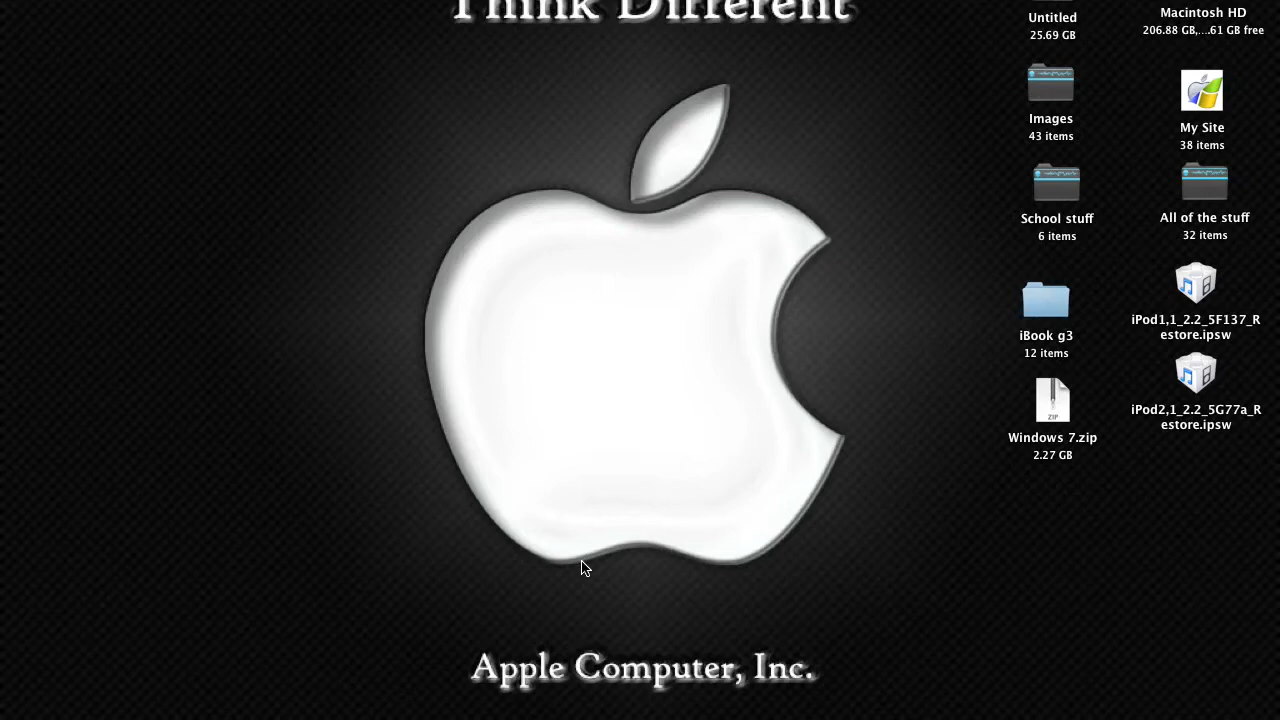 Think Different
Untitled
25.69 GB
Macintosh HD
206.88 GB,....61 GB free
Images
43 items
My Site
38 items
School stuff
6 items
All of the stuff
32 items
iBook g3
12 items
iPod1,1_2.2_5F137_R
estore.ipsw
ZIP
Windows 7.zip
2.27 GB
iPod2,1_2.2_5G77a_R
estore.ipsw
Apple Computer, Inc.